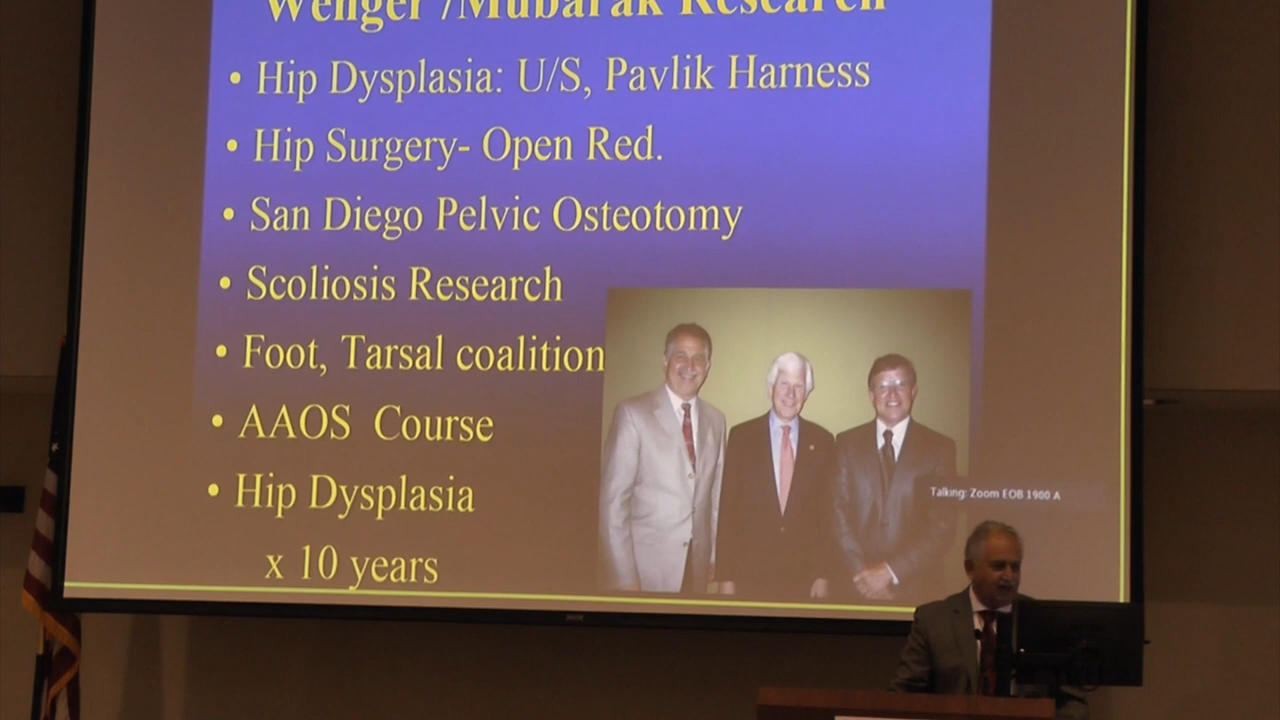 Wenger /Mubarak Research
• Hip Dysplasia: U/S, Pavlik Harness
• Hip Surgery- Open Red.
• San Diego Pelvic Osteotomy
• Scoliosis Research
• Foot, Tarsal coalition
• AAOS Course
• Hip Dysplasia
x 10 years
Talking: Zoom EOB 1900 A